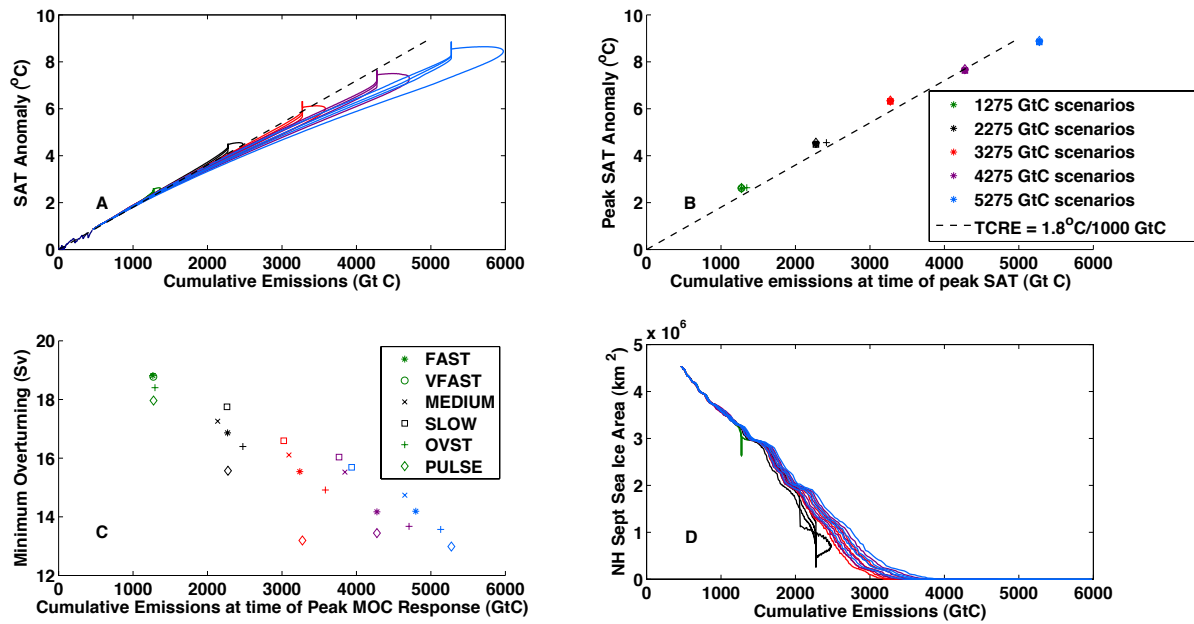 10
8
6
4
2
0
SAT Anomaly (°C)
A
0 1000 2000 3000 4000 5000 6000
Cumulative Emissions (Gt C)
10
8
6
4
2
0
Peak SAT Anomaly (°C)
B
1275 GtC scenarios
2275 GtC scenarios
3275 GtC scenarios
4275 GtC scenarios
5275 GtC scenarios
TCRE = 1.8°C/1000 GtC
0 1000 2000 3000 4000 5000 6000
Cumulative emissions at time of peak SAT (Gt C)
20
18
16
14
12
Minimum Overturning (Sv)
C
FAST
VFAST
MEDIUM
SLOW
OVST
PULSE
0 1000 2000 3000 4000 5000 6000
Cumulative Emissions at time of Peak MOC Response (GtC)
x 10⁶
5
4
3
2
1
0
NH Sept Sea Ice Area (km²)
D
0 1000 2000 3000 4000 5000 6000
Cumulative Emissions (GtC)